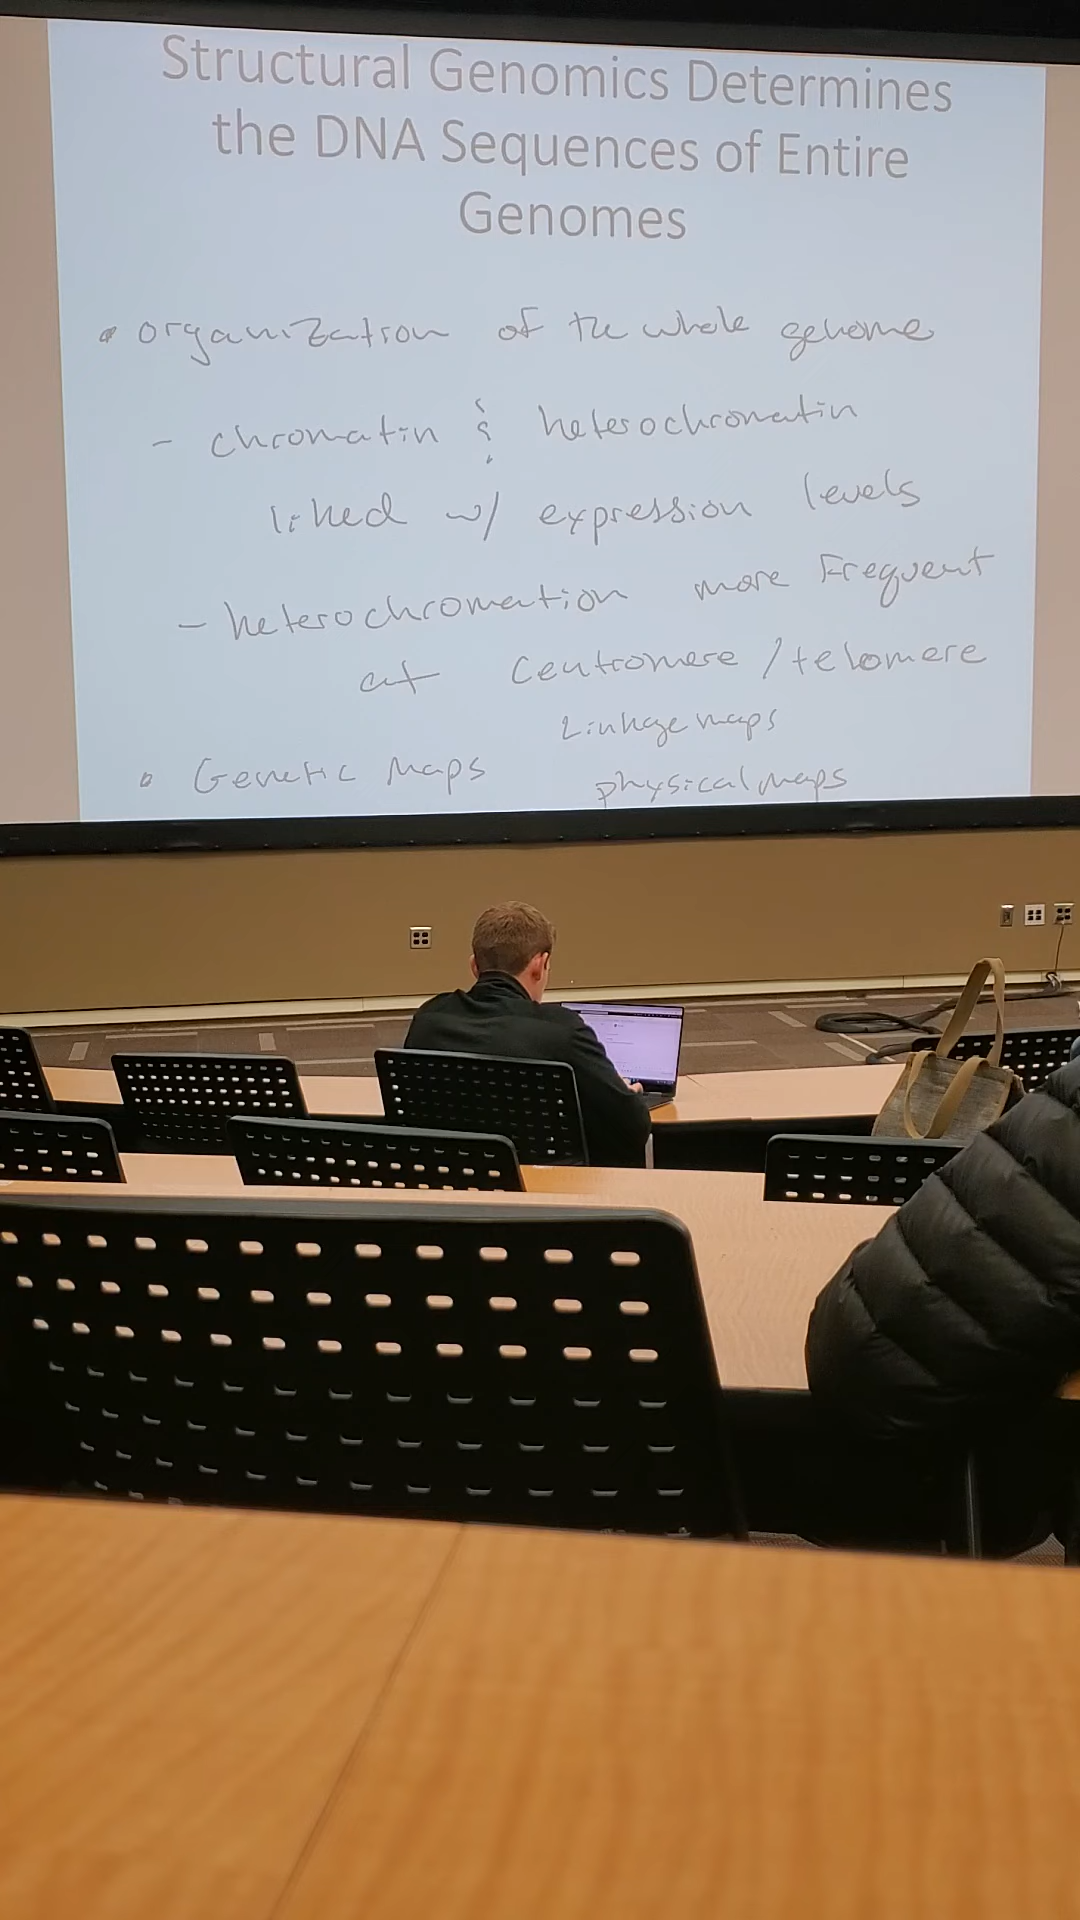 Structural Genomics Determines
the DNA Sequences of Entire
Genomes
• organization of the whole genome
- chromatin & heterochromatin
linked w/ expression levels
- heterochromation more Frequent
at Centromere / telomere
Linkage maps
• Genetic Maps physical maps